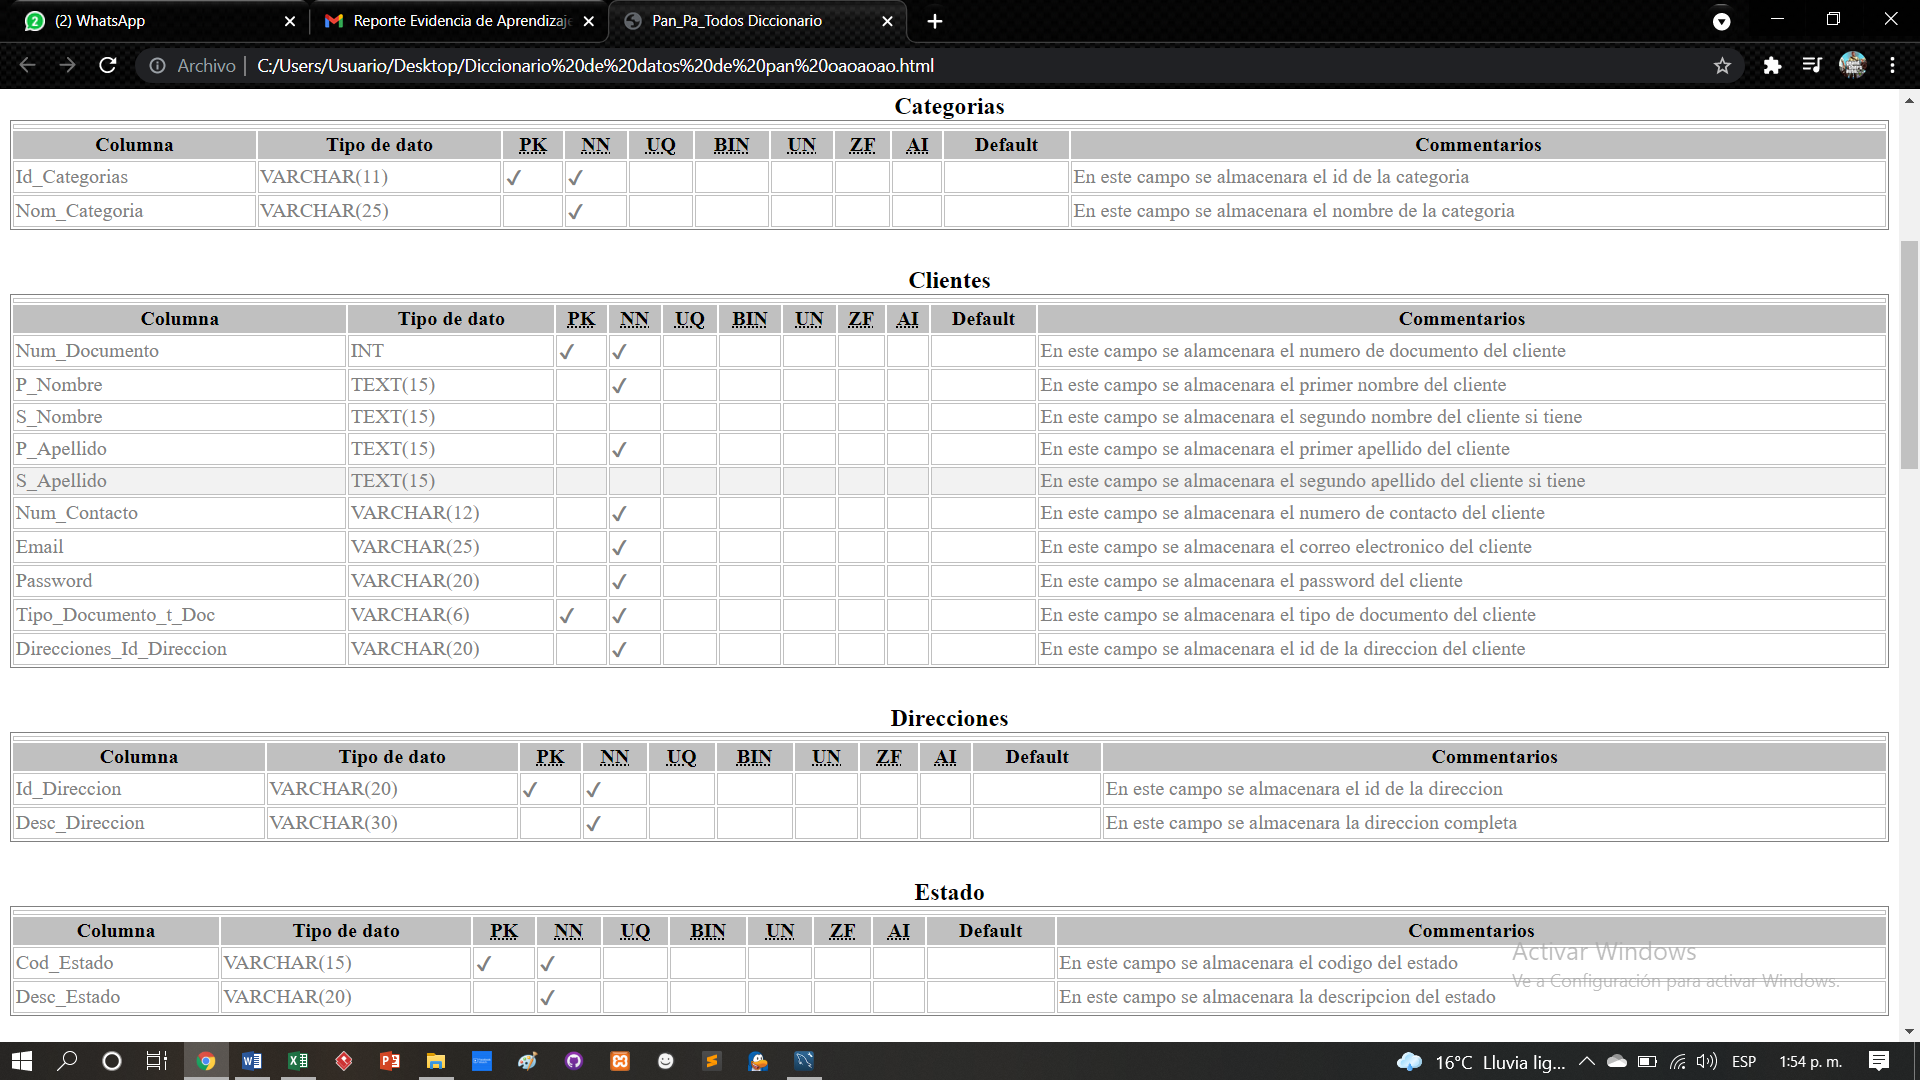 (2) WhatsApp
Reporte Evidencia de Aprendizaje
Pan_Pa_Todos Diccionario
Archivo
C:/Users/Usuario/Desktop/Diccionario%20de%20datos%20de%20pan%20oaoaoao.html
Categorias
Columna Tipo de dato PK NN UQ BIN UN ZF AI Default Commentarios
Id_Categorias VARCHAR(11) ✓ ✓ En este campo se almacenara el id de la categoria
Nom_Categoria VARCHAR(25) ✓ En este campo se almacenara el nombre de la categoria
Clientes
Columna Tipo de dato PK NN UQ BIN UN ZF AI Default Commentarios
Num_Documento INT ✓ ✓ En este campo se alamcenara el numero de documento del cliente
P_Nombre TEXT(15) ✓ En este campo se almacenara el primer nombre del cliente
S_Nombre TEXT(15) En este campo se almacenara el segundo nombre del cliente si tiene
P_Apellido TEXT(15) ✓ En este campo se almacenara el primer apellido del cliente
S_Apellido TEXT(15) En este campo se almacenara el segundo apellido del cliente si tiene
Num_Contacto VARCHAR(12) ✓ En este campo se almacenara el numero de contacto del cliente
Email VARCHAR(25) ✓ En este campo se almacenara el correo electronico del cliente
Password VARCHAR(20) ✓ En este campo se almacenara el password del cliente
Tipo_Documento_t_Doc VARCHAR(6) ✓ ✓ En este campo se almacenara el tipo de documento del cliente
Direcciones_Id_Direccion VARCHAR(20) ✓ En este campo se almacenara el id de la direccion del cliente
Direcciones
Columna Tipo de dato PK NN UQ BIN UN ZF AI Default Commentarios
Id_Direccion VARCHAR(20) ✓ ✓ En este campo se almacenara el id de la direccion
Desc_Direccion VARCHAR(30) ✓ En este campo se almacenara la direccion completa
Estado
Columna Tipo de dato PK NN UQ BIN UN ZF AI Default Commentarios
Cod_Estado VARCHAR(15) ✓ ✓ En este campo se almacenara el codigo del estado
Desc_Estado VARCHAR(20) ✓ En este campo se almacenara la descripcion del estado
Activar Windows
Ve a Configuración para activar Windows.
16°C Lluvia lig... ESP 1:54 p. m.